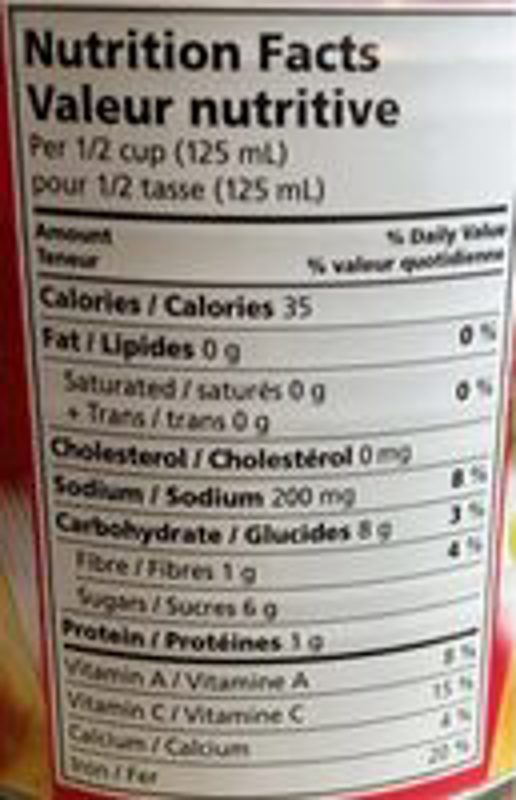 Nutrition Facts
Valeur nutritive
Per 1/2 cup (125 mL)
pour 1/2 tasse (125 mL)
Amount % Daily Value
Teneur % valeur quotidienne
Calories / Calories 35
Fat / Lipides 0 g 0 %
Saturated / saturés 0 g 0 %
+ Trans / trans 0 g
Cholesterol / Cholestérol 0 mg
Sodium / Sodium 200 mg 8 %
Carbohydrate / Glucides 8 g 3 %
Fibre / Fibres 1 g 4 %
Sugars / Sucres 6 g
Protein / Protéines 1 g
Vitamin A / Vitamine A 8 %
Vitamin C / Vitamine C 15 %
Calcium / Calcium 4 %
Iron / Fer 20 %